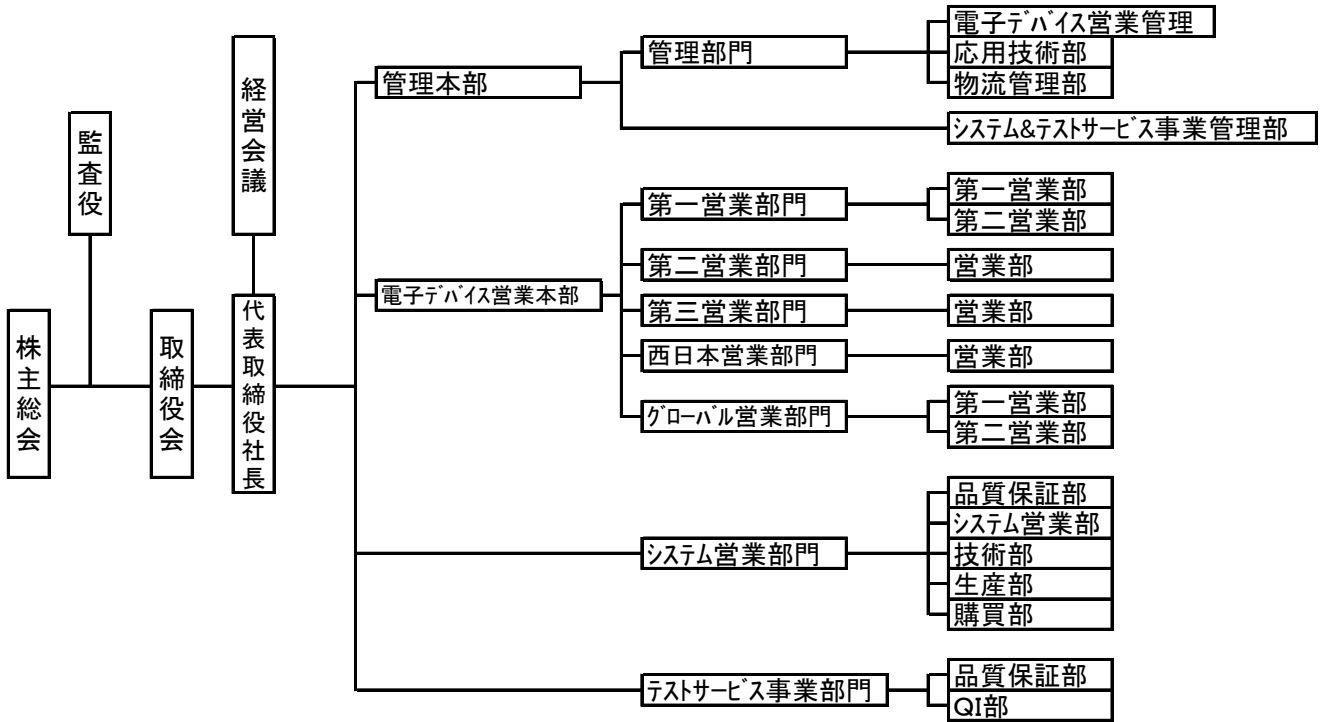 株主総会
監査役
取締役会
経営会議
代表取締役社長
管理本部
管理部門
電子ﾃﾞﾊﾞｲｽ営業管理
応用技術部
物流管理部
ｼｽﾃﾑ&ﾃｽﾄｻｰﾋﾞｽ事業管理部
電子ﾃﾞﾊﾞｲｽ営業本部
第一営業部門
第一営業部
第二営業部
第二営業部門
営業部
第三営業部門
営業部
西日本営業部門
営業部
ｸﾞﾛｰﾊﾞﾙ営業部門
第一営業部
第二営業部
ｼｽﾃﾑ営業部門
品質保証部
ｼｽﾃﾑ営業部
技術部
生産部
購買部
ﾃｽﾄｻｰﾋﾞｽ事業部門
品質保証部
QI部